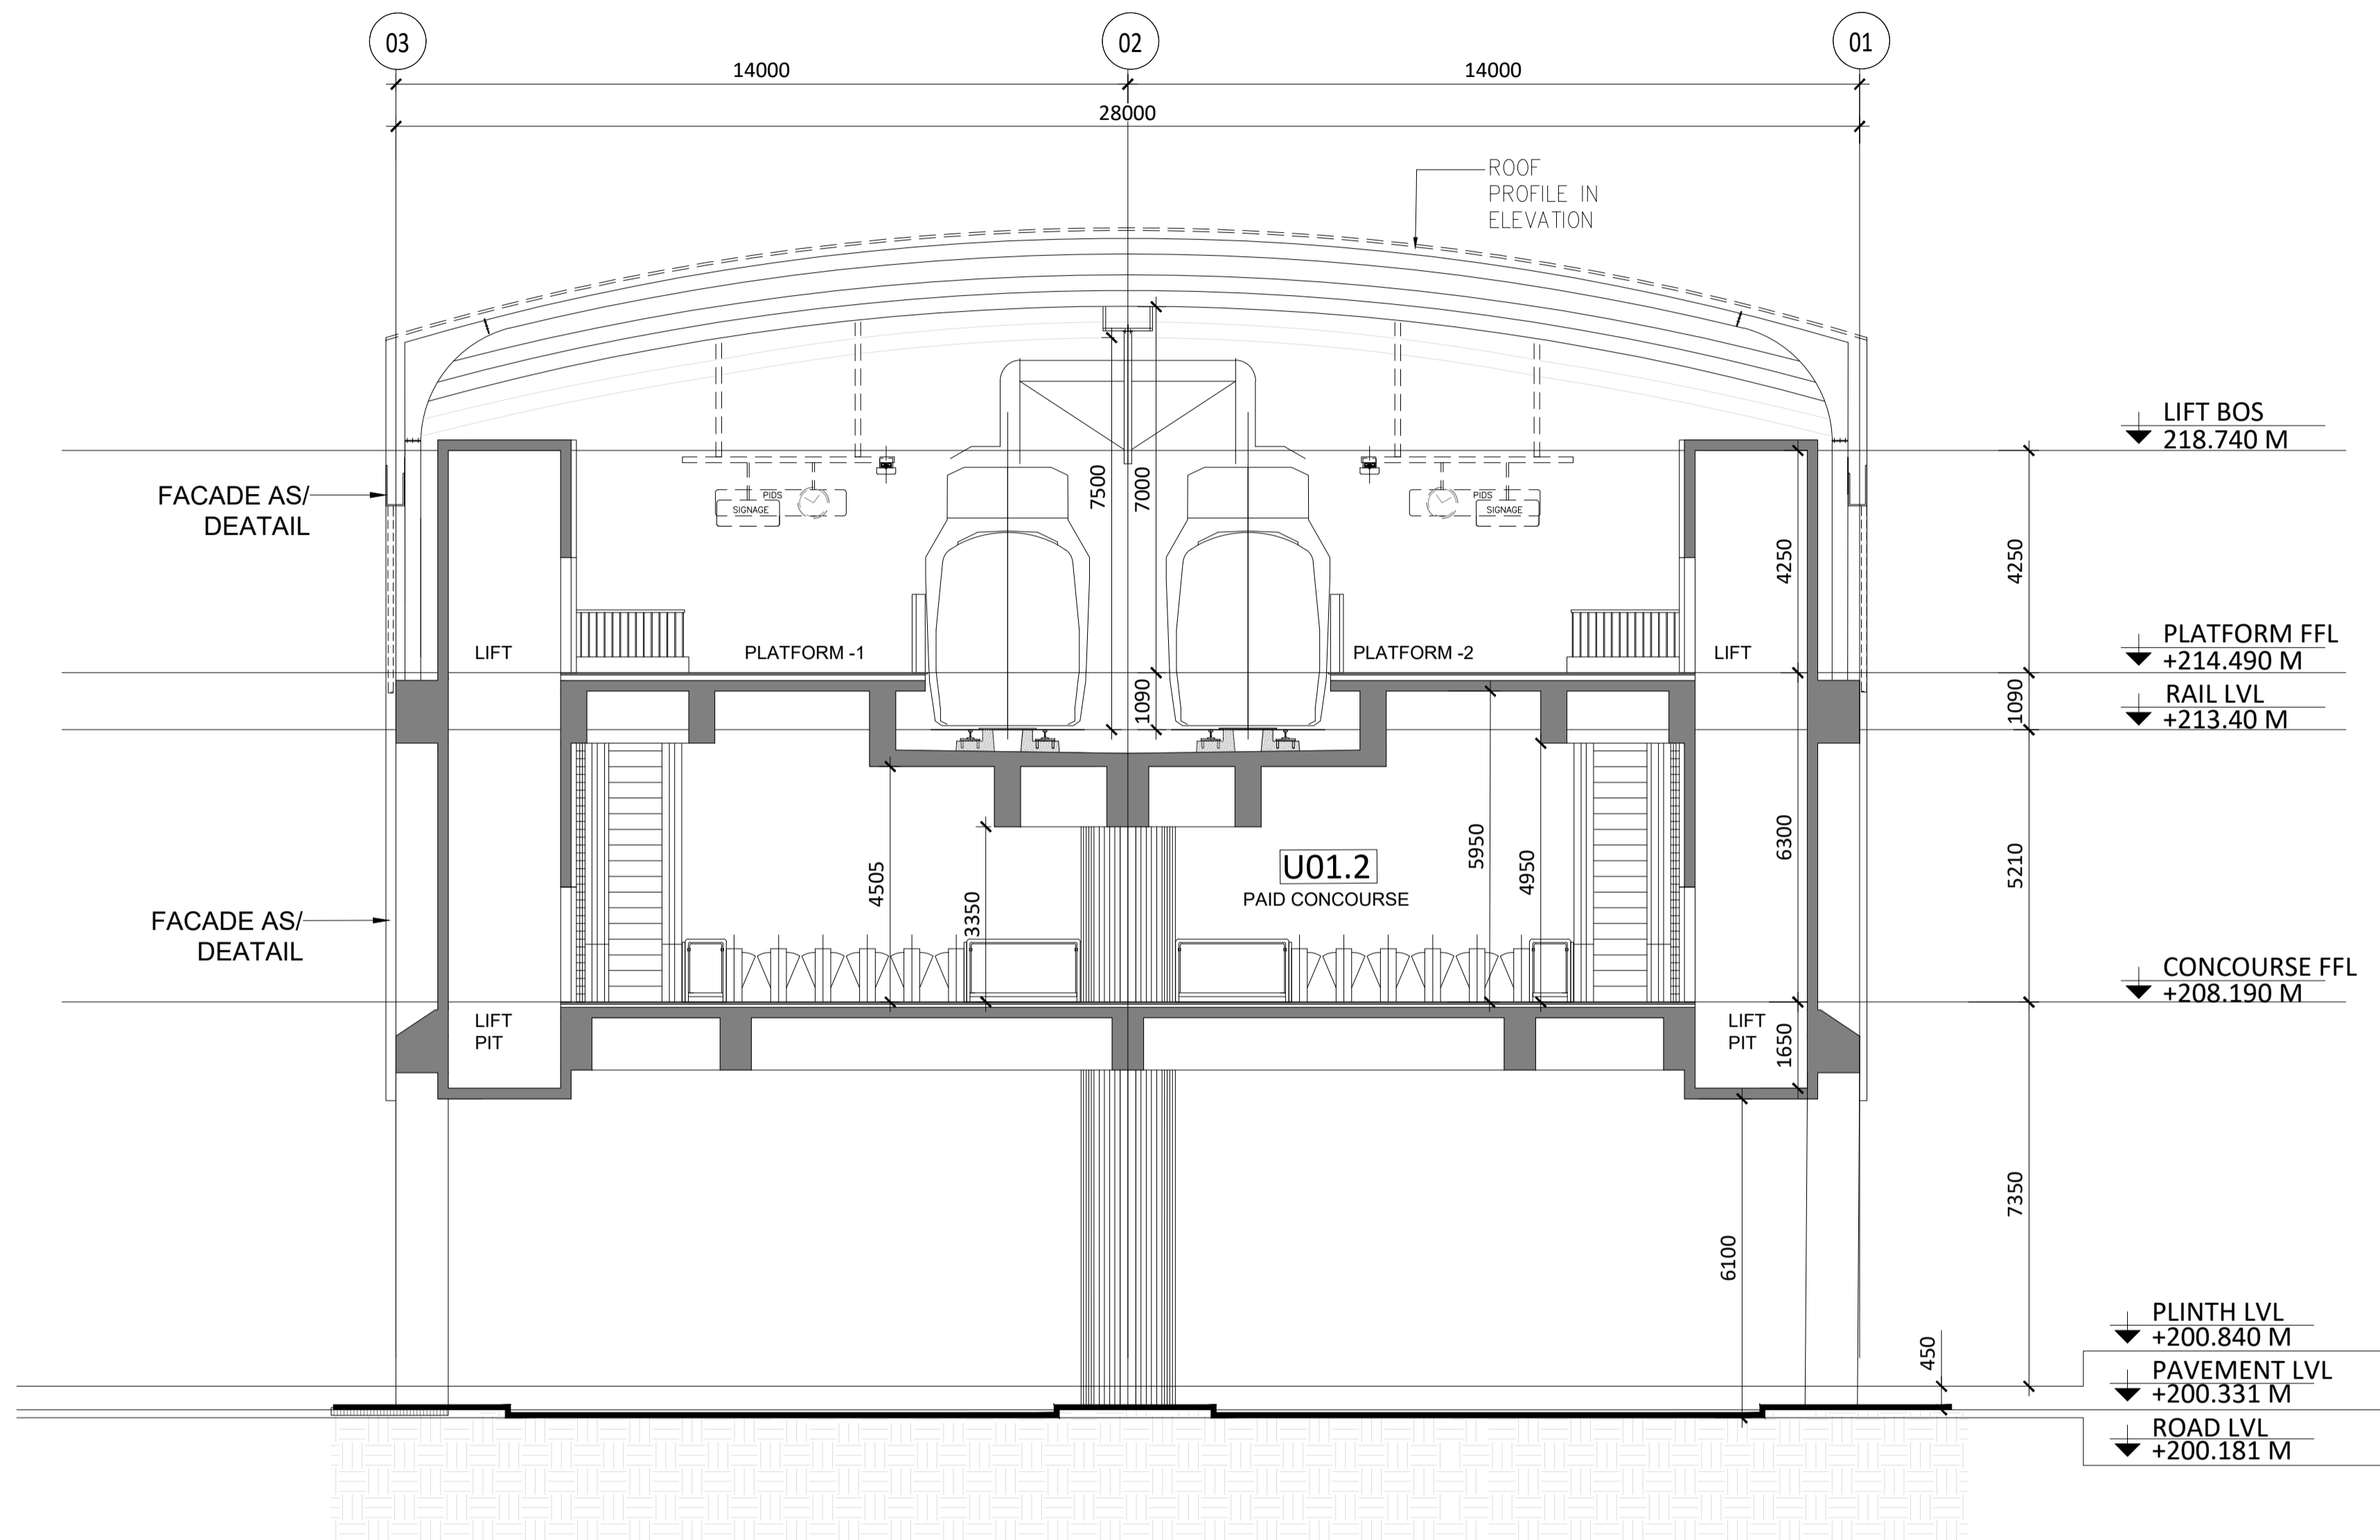 03
02
01
14000
14000
28000
ROOF
PROFILE IN
ELEVATION
LIFT BOS
218.740 M
FACADE AS/
DEATAIL
PIDS
SIGNAGE
7500
7000
PIDS
SIGNAGE
4250
4250
LIFT
PLATFORM -1
PLATFORM -2
LIFT
PLATFORM FFL
+214.490 M
1090
1090
RAIL LVL
+213.40 M
4505
3350
U01.2
PAID CONCOURSE
5950
4950
6300
5210
FACADE AS/
DEATAIL
CONCOURSE FFL
+208.190 M
LIFT
PIT
LIFT
PIT
1650
7350
6100
450
PLINTH LVL
+200.840 M
PAVEMENT LVL
+200.331 M
ROAD LVL
+200.181 M